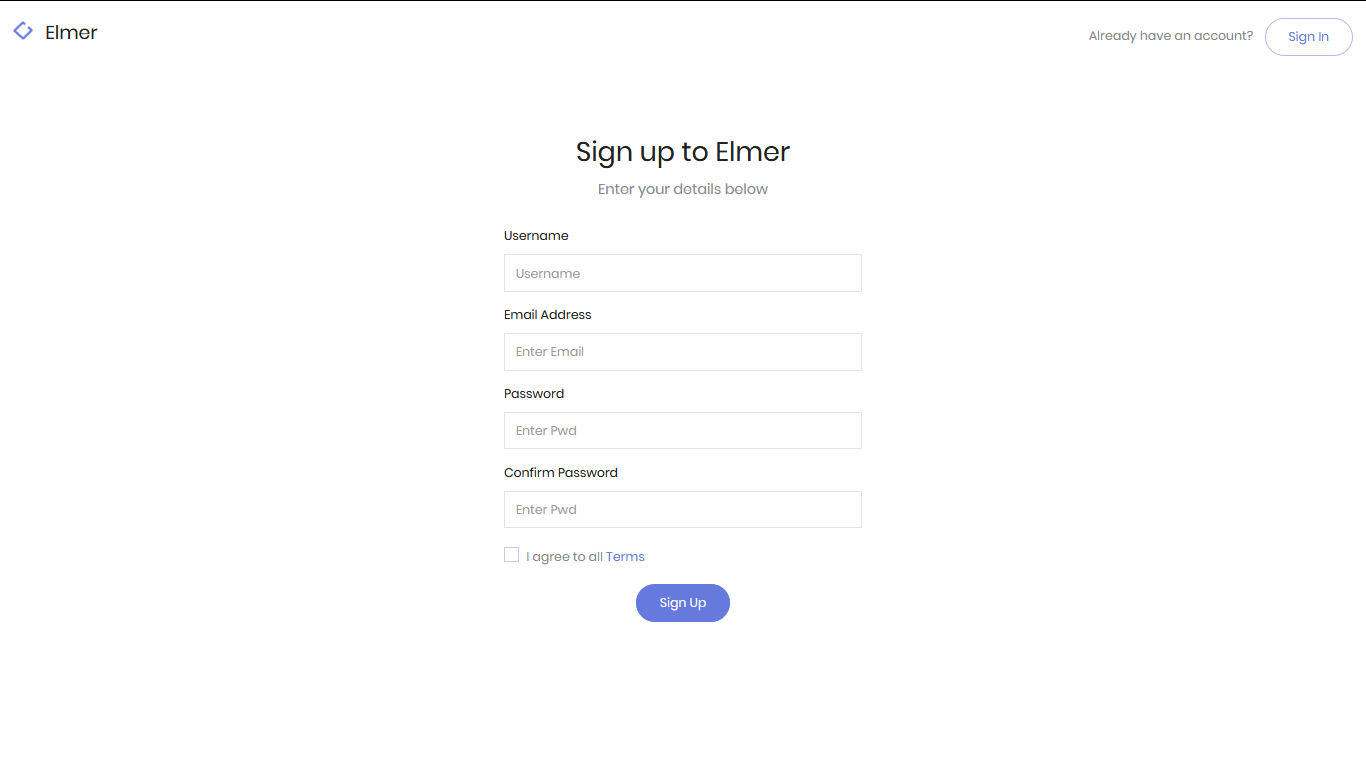 Elmer
Already have an account? Sign In
Sign up to Elmer
Enter your details below
Username
Username
Email Address
Enter Email
Password
Enter Pwd
Confirm Password
Enter Pwd
I agree to all Terms
Sign Up